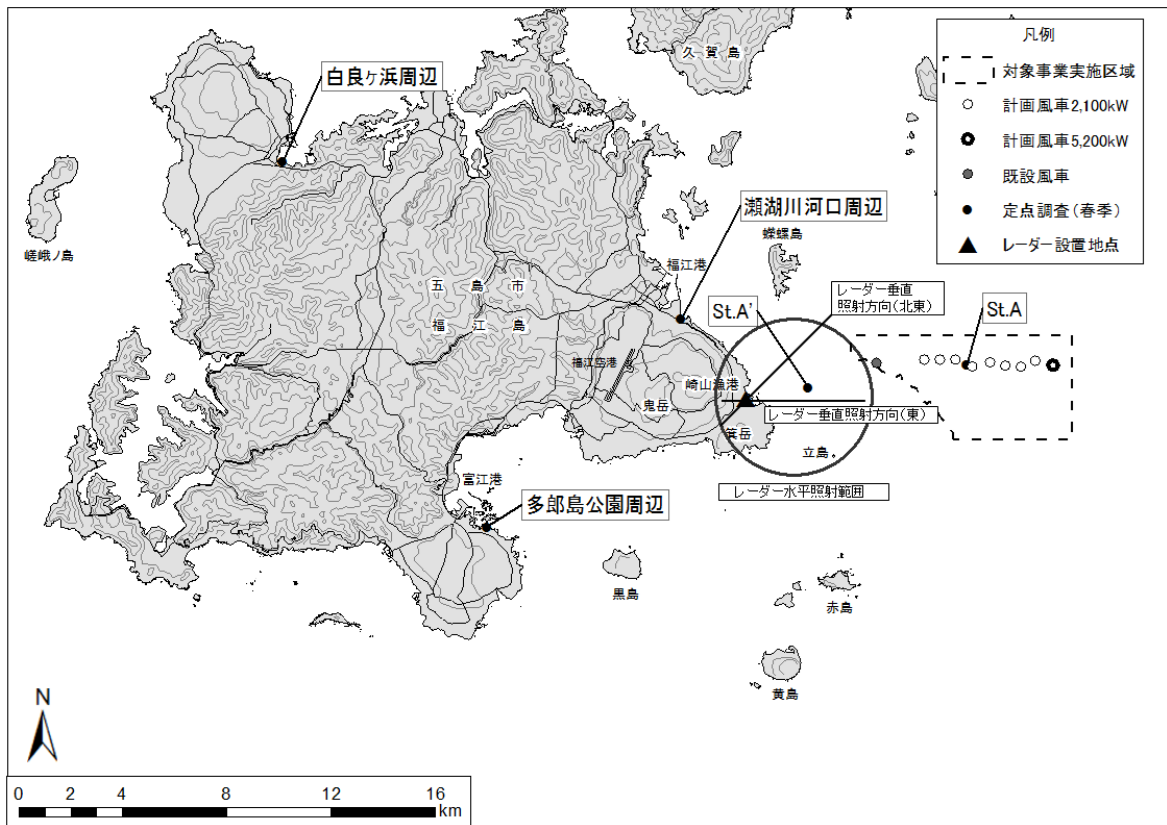 久賀島
凡例
対象事業実施区域
計画風車2,100kW
計画風車5,200kW
既設風車
定点調査(春季)
レーダー設置地点
白良ヶ浜周辺
嵯峨ノ島
瀬湖川河口周辺
蠑螺島
福江港
五島市
福江島
St.A'
レーダー垂直
照射方向(北東)
St.A
福江空港
崎山漁港
鬼岳
レーダー垂直照射方向(東)
箕岳
立島
レーダー水平照射範囲
富江港
多郎島公園周辺
黒島
赤島
黄島
N
0 2 4 8 12 16
km